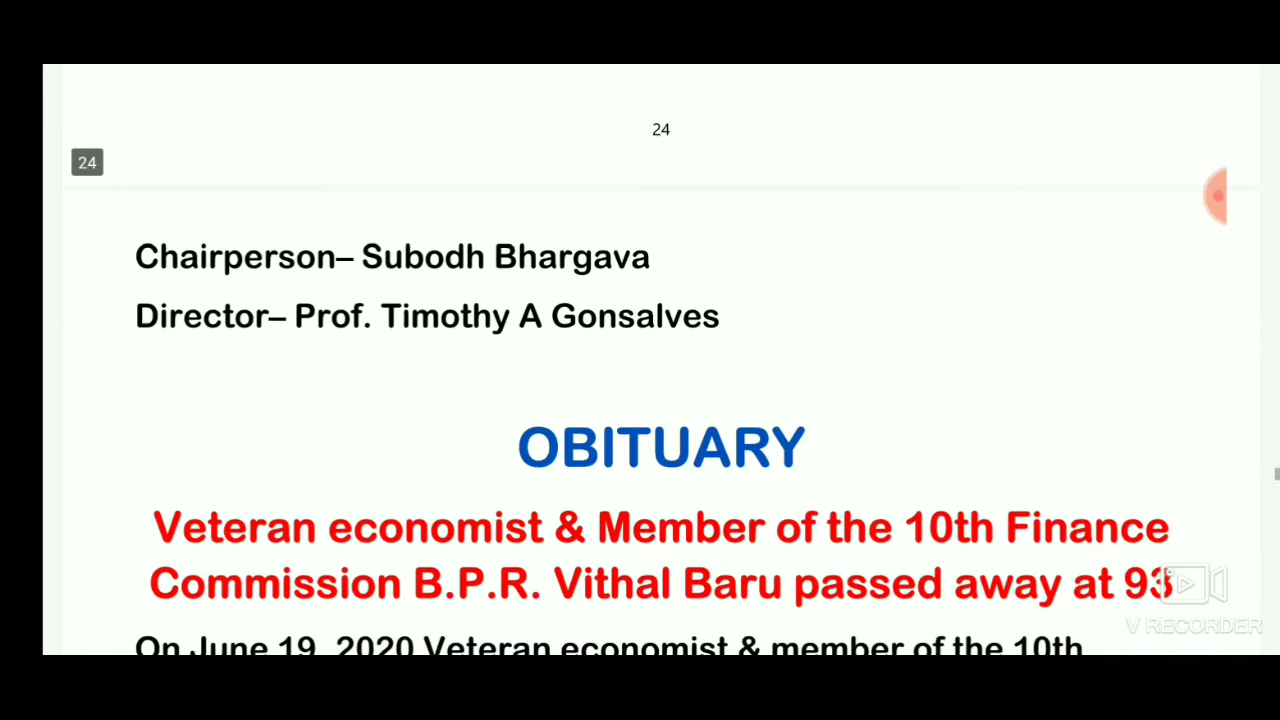 24
24
Chairperson– Subodh Bhargava
Director– Prof. Timothy A Gonsalves
OBITUARY
Veteran economist & Member of the 10th Finance
Commission B.P.R. Vithal Baru passed away at 93
On June 19, 2020 Veteran economist & member of the 10th
V RECORDER